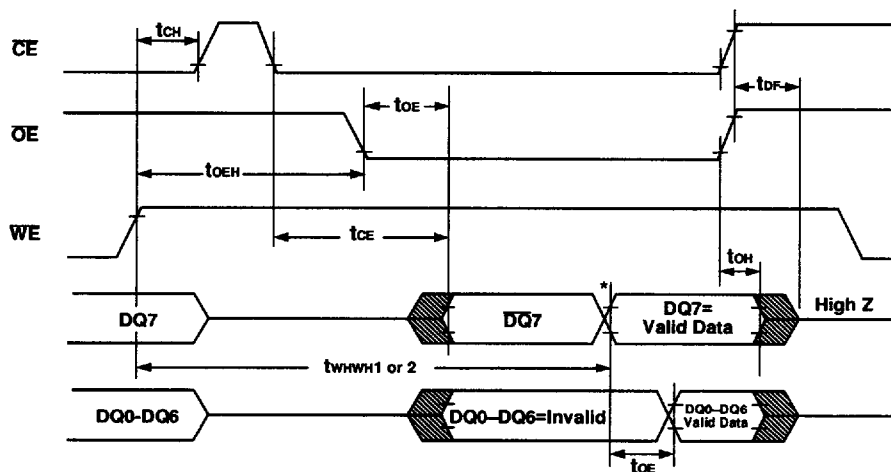 tCH
CE
tDF
tOE
OE
tOEH
WE
tCE
tOH
*
DQ7
DQ7
DQ7=
Valid Data
High Z
tWHWH1 or 2
DQ0-DQ6
DQ0–DQ6=Invalid
DQ0–DQ6
Valid Data
tOE